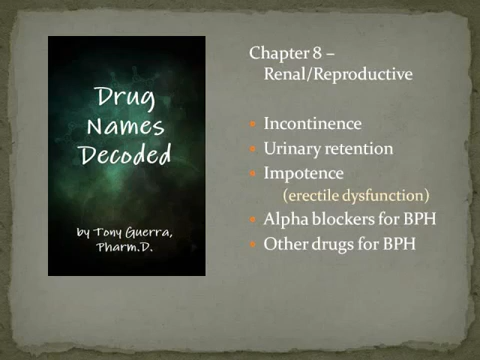 Drug
Names
Decoded
by Tony Guerra,
Pharm.D.
Chapter 8 –
Renal/Reproductive
Incontinence
Urinary retention
Impotence
(erectile dysfunction)
Alpha blockers for BPH
Other drugs for BPH